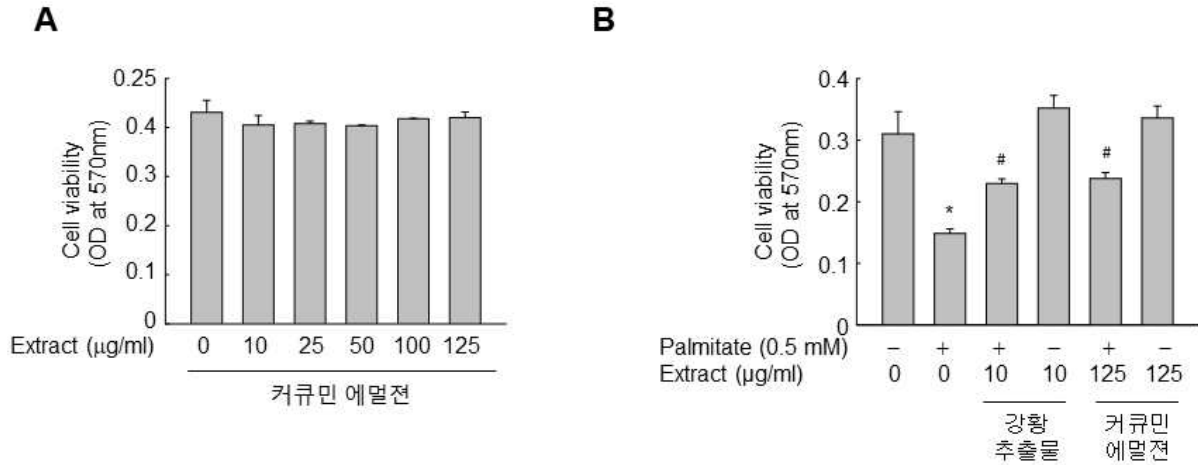 A
0.25
0.4
0.2
0.1
0
Cell viability
(OD at 570nm)
Extract (μg/ml) 0 10 25 50 100 125
커큐민 에멀젼
B
0.4
0.3
0.2
0.1
0
Cell viability
(OD at 570nm)
* # #
Palmitate (0.5 mM) – + + – + –
Extract (μg/ml) 0 0 10 10 125 125
강황 커큐민
추출물 에멀젼